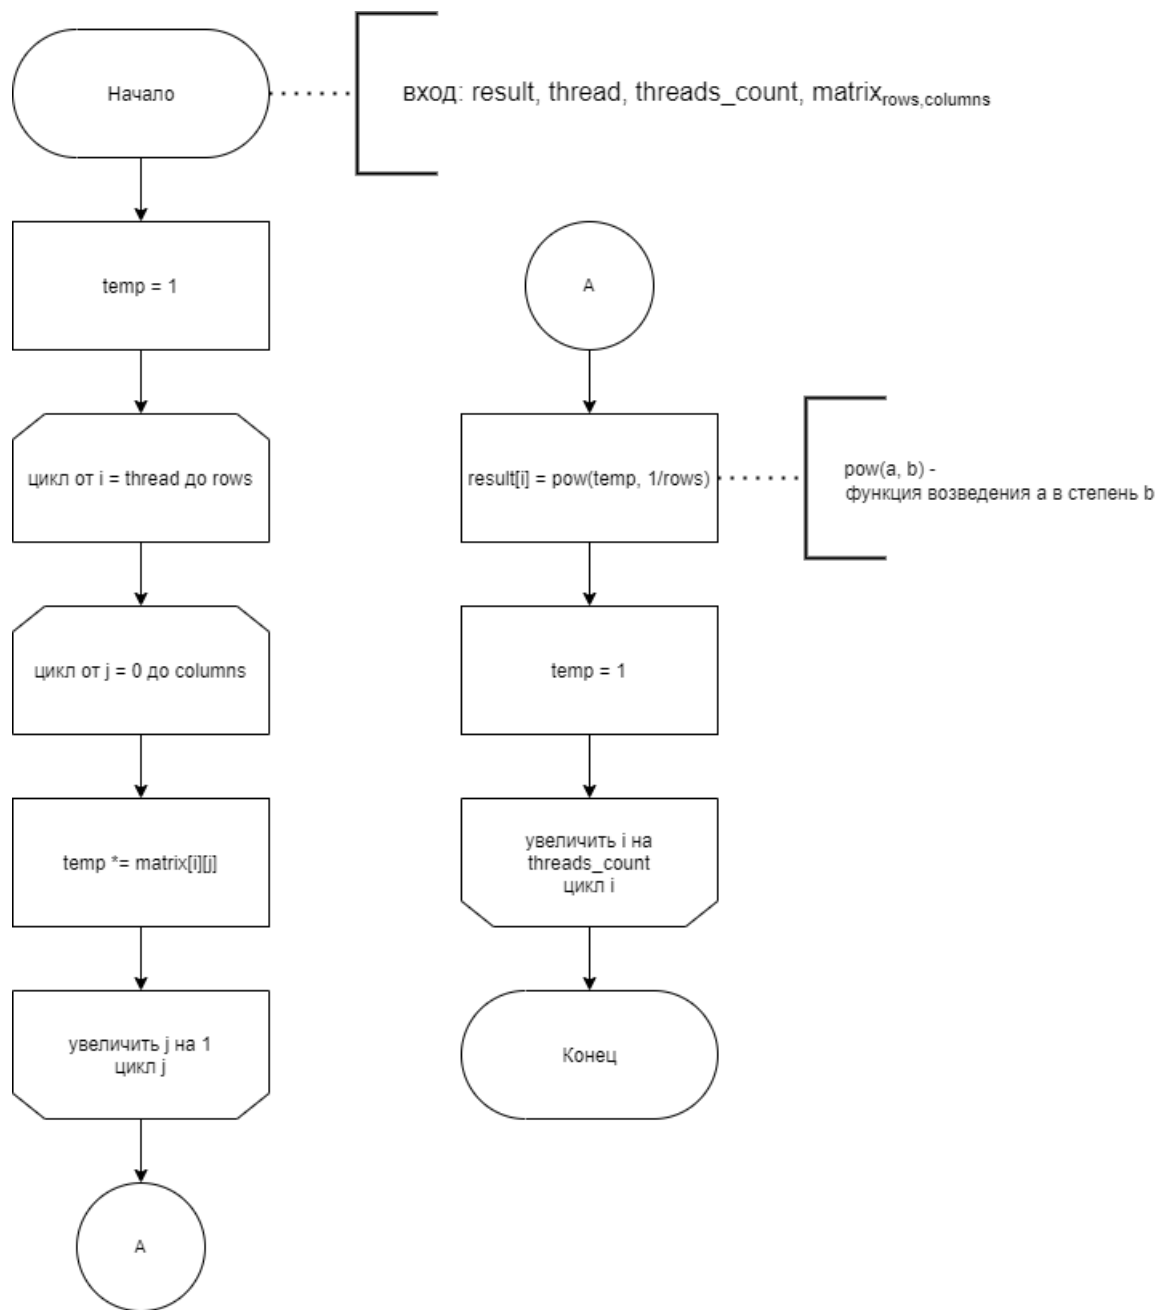 Начало
вход: result, thread, threads_count, matrixrows,columns
temp = 1
цикл от i = thread до rows
цикл от j = 0 до columns
temp *= matrix[i][j]
увеличить j на 1
цикл j
A
A
result[i] = pow(temp, 1/rows)
pow(a, b) -
функция возведения a в степень b
temp = 1
увеличить i на
threads_count
цикл i
Конец